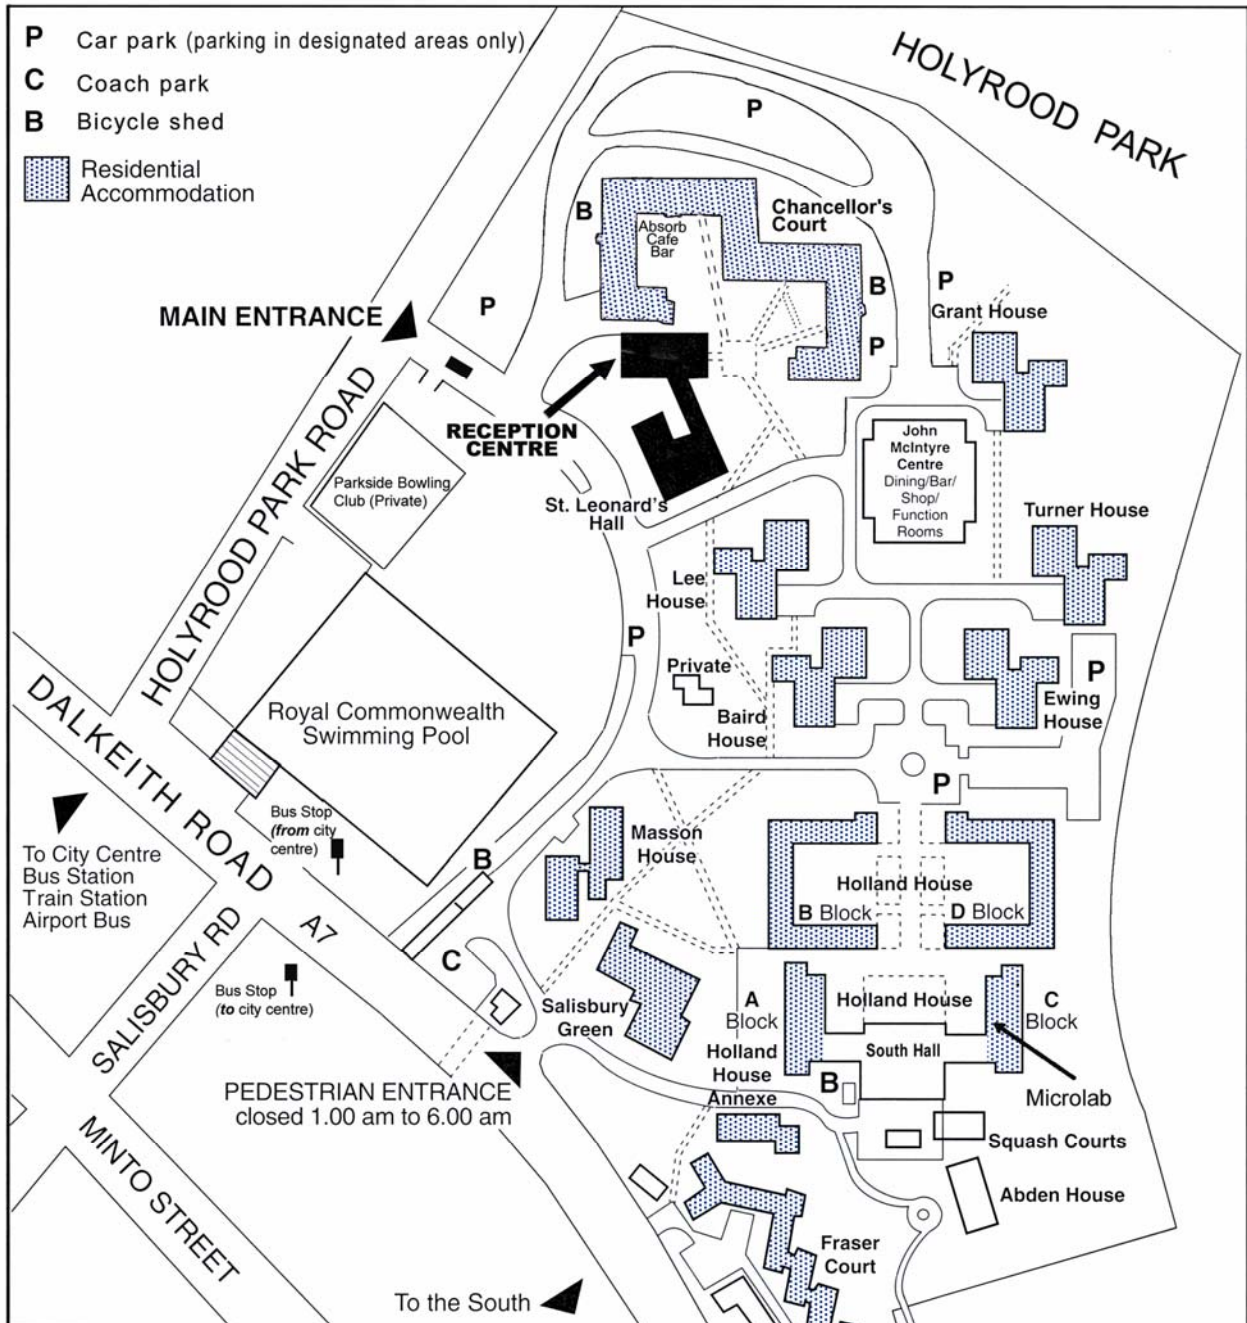 P Car park (parking in designated areas only)
C Coach park
B Bicycle shed
Residential
Accommodation
HOLYROOD PARK
P
B
Absorb
Cafe
Bar
Chancellor's
Court
B
P
P
Grant House
MAIN ENTRANCE
P
RECEPTION
CENTRE
HOLYROOD PARK ROAD
Parkside Bowling
Club (Private)
St. Leonard's
Hall
John
McIntyre
Centre
Dining/Bar/
Shop/
Function
Rooms
Turner House
Lee
House
P
Private
Baird
House
Ewing
House
P
P
Royal Commonwealth
Swimming Pool
DALKEITH ROAD
A7
Bus Stop
(from city
centre)
To City Centre
Bus Station
Train Station
Airport Bus
SALISBURY RD
Bus Stop
(to city centre)
B
C
Masson
House
Holland House
B Block
D Block
Salisbury
Green
A
Block
Holland House
C
Block
South Hall
Holland
House
Annexe
B
Microlab
PEDESTRIAN ENTRANCE
closed 1.00 am to 6.00 am
MINTO STREET
Squash Courts
Abden House
Fraser
Court
To the South